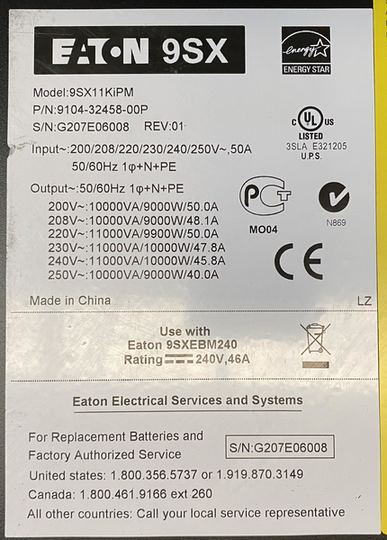 EATON 9SX
energy
ENERGY STAR
Model:9SX11KiPM
P/N:9104-32458-00P
S/N:G207E06008 REV:01
C UL US
LISTED
3SLA E321205
U.P.S.
Input~:200/208/220/230/240/250V~,50A
50/60Hz 1φ+N+PE
Output~:50/60Hz 1φ+N+PE
200V~:10000VA/9000W/50.0A
208V~:10000VA/9000W/48.1A
220V~:11000VA/9900W/50.0A
230V~:11000VA/10000W/47.8A
240V~:11000VA/10000W/45.8A
250V~:10000VA/9000W/40.0A
PCT
MO04
N869
CE
Made in China
LZ
Use with
Eaton 9SXEBM240
Rating 240V,46A
Eaton Electrical Services and Systems
For Replacement Batteries and
Factory Authorized Service
S/N:G207E06008
United states: 1.800.356.5737 or 1.919.870.3149
Canada: 1.800.461.9166 ext 260
All other countries: Call your local service representative